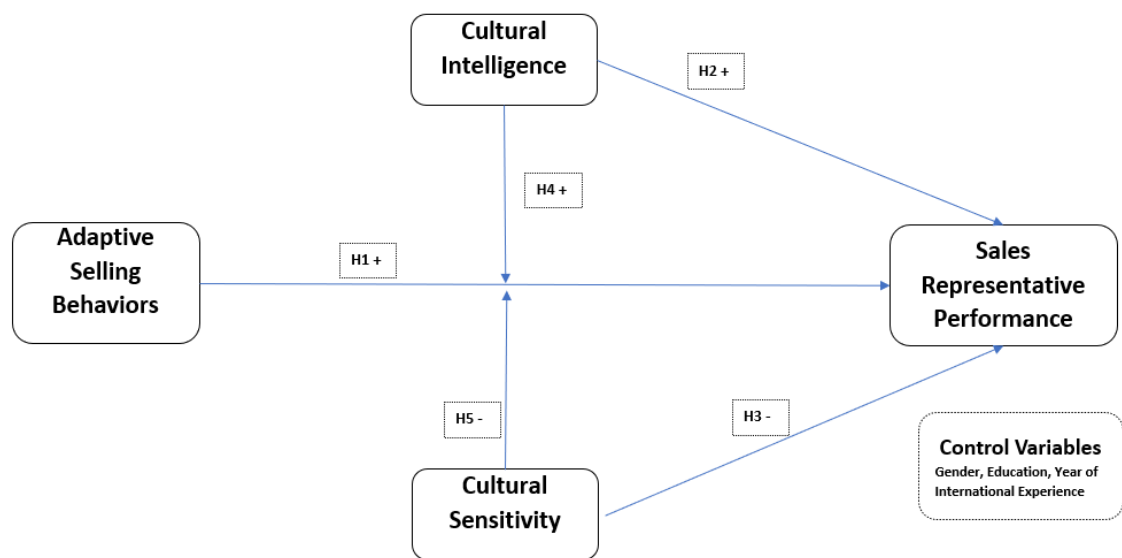 Cultural
Intelligence
H2 +
H4 +
Adaptive
Selling
Behaviors
H1 +
Sales
Representative
Performance
H5 -
H3 -
Cultural
Sensitivity
Control Variables
Gender, Education, Year of
International Experience